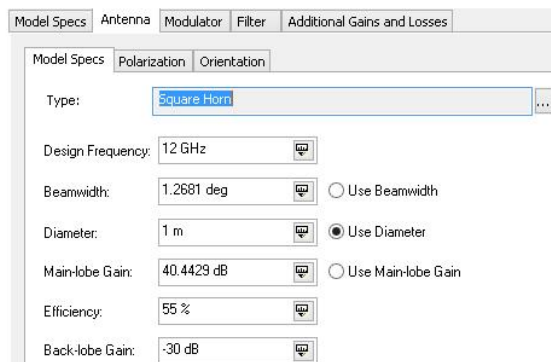 Model Specs Antenna Modulator Filter Additional Gains and Losses
Model Specs Polarization Orientation
Type: Square Horn ...
Design Frequency: 12 GHz
Beamwidth: 1.2681 deg Use Beamwidth
Diameter: 1 m Use Diameter
Main-lobe Gain: 40.4429 dB Use Main-lobe Gain
Efficiency: 55 %
Back-lobe Gain: -30 dB